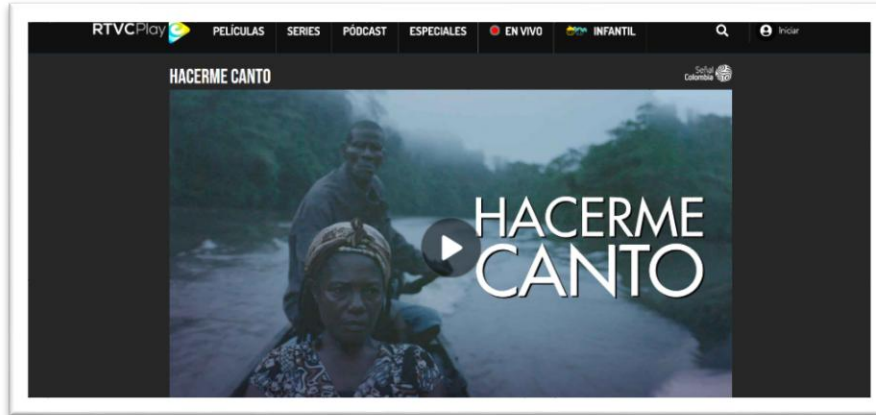 RTVCPlay PELÍCULAS SERIES PÓDCAST ESPECIALES EN VIVO INFANTIL Iniciar
HACERME CANTO
Señal
Colombia
HACERME
CANTO